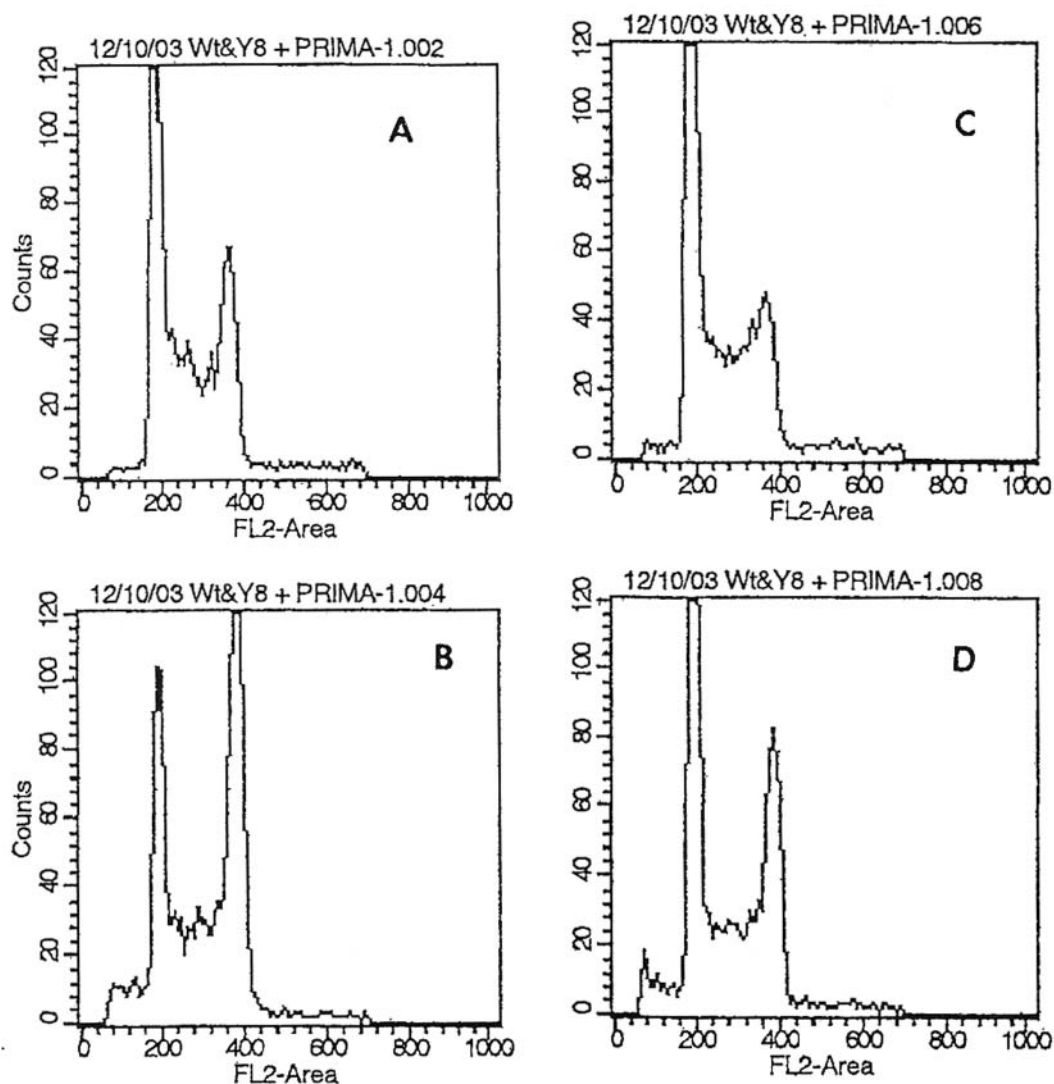 12/10/03 Wt&Y8 + PRIMA-1.002
A
Counts
0 20 40 60 80 100 120
0 200 400 600 800 1000
FL2-Area
12/10/03 Wt&Y8 + PRIMA-1.006
C
0 20 40 60 80 100 120
0 200 400 600 800 1000
FL2-Area
12/10/03 Wt&Y8 + PRIMA-1.004
B
Counts
0 20 40 60 80 100 120
0 200 400 600 800 1000
FL2-Area
12/10/03 Wt&Y8 + PRIMA-1.008
D
0 20 40 60 80 100 120
0 200 400 600 800 1000
FL2-Area